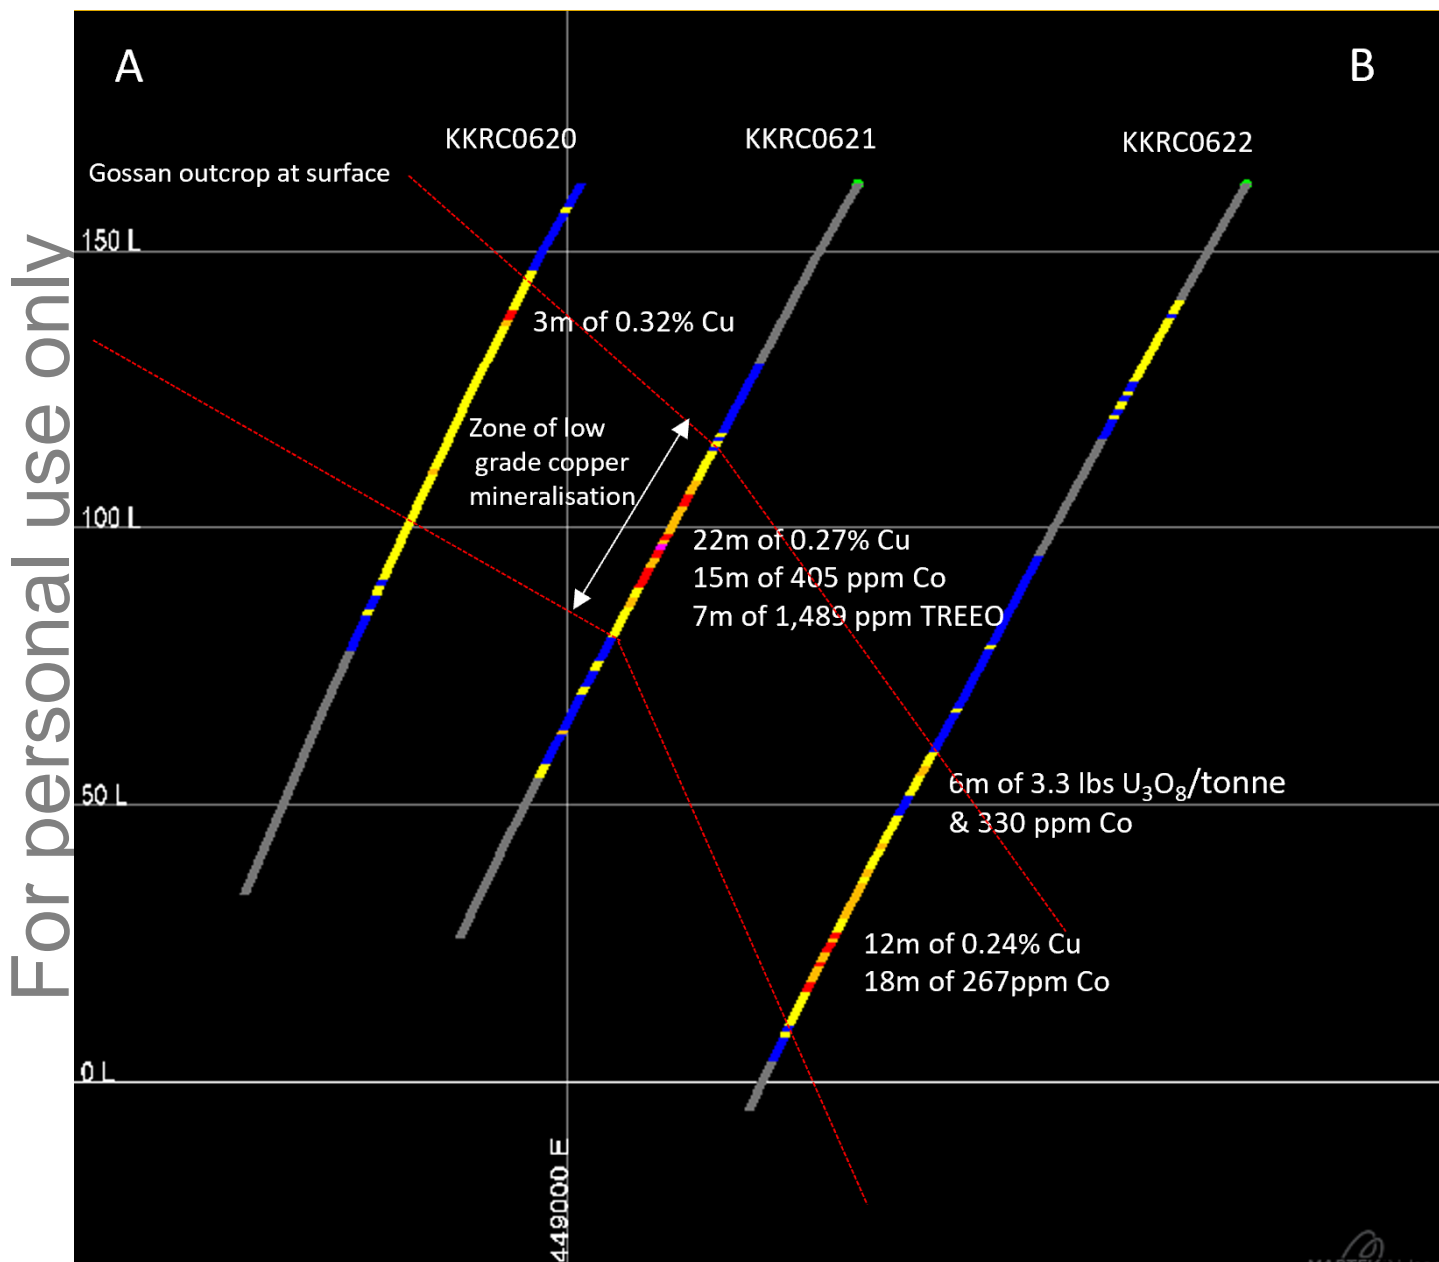 For personal use only
A
B
KKRC0620
KKRC0621
KKRC0622
Gossan outcrop at surface
150 L
3m of 0.32% Cu
Zone of low
grade copper
mineralisation
100 L
22m of 0.27% Cu
15m of 405 ppm Co
7m of 1,489 ppm TREEO
50 L
6m of 3.3 lbs U₃O₈/tonne
& 330 ppm Co
12m of 0.24% Cu
18m of 267ppm Co
0 L
449000 E